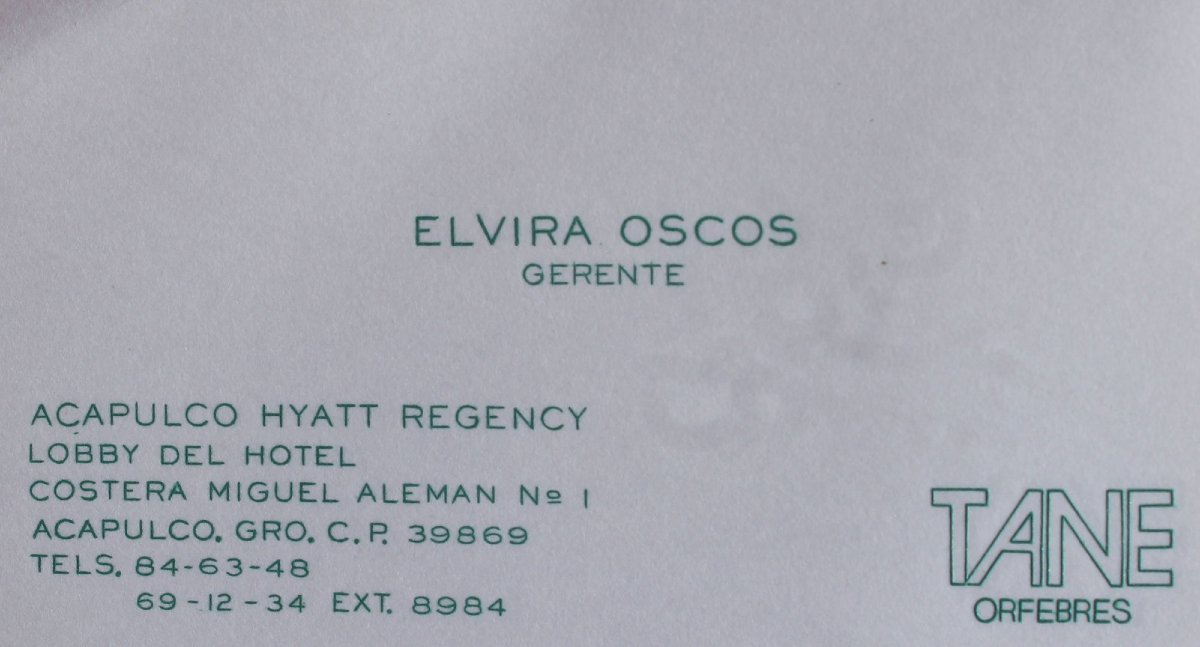 ELVIRA OSCOS
GERENTE
ACAPULCO HYATT REGENCY
LOBBY DEL HOTEL
COSTERA MIGUEL ALEMAN Nº 1
ACAPULCO, GRO. C.P. 39869
TELS. 84-63-48
69-12-34 EXT. 8984
TANE
ORFEBRES